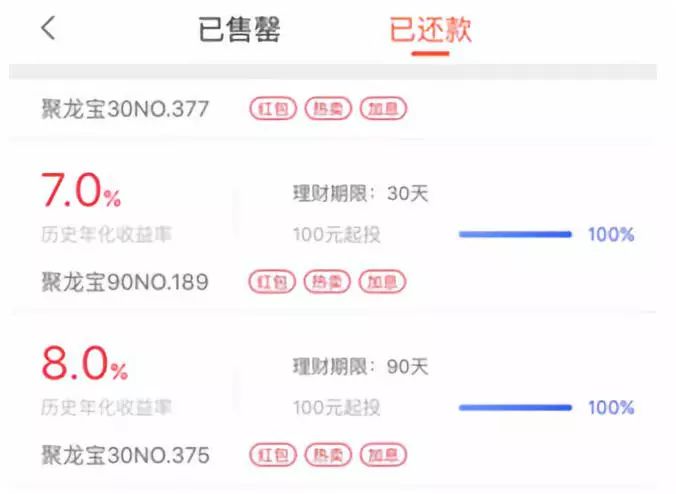 已售罄 已还款
聚龙宝30NO.377 红包 热卖 加息
7.0% 理财期限：30天
历史年化收益率 100元起投 100%
聚龙宝90NO.189 红包 热卖 加息
8.0% 理财期限：90天
历史年化收益率 100元起投 100%
聚龙宝30NO.375 红包 热卖 加息